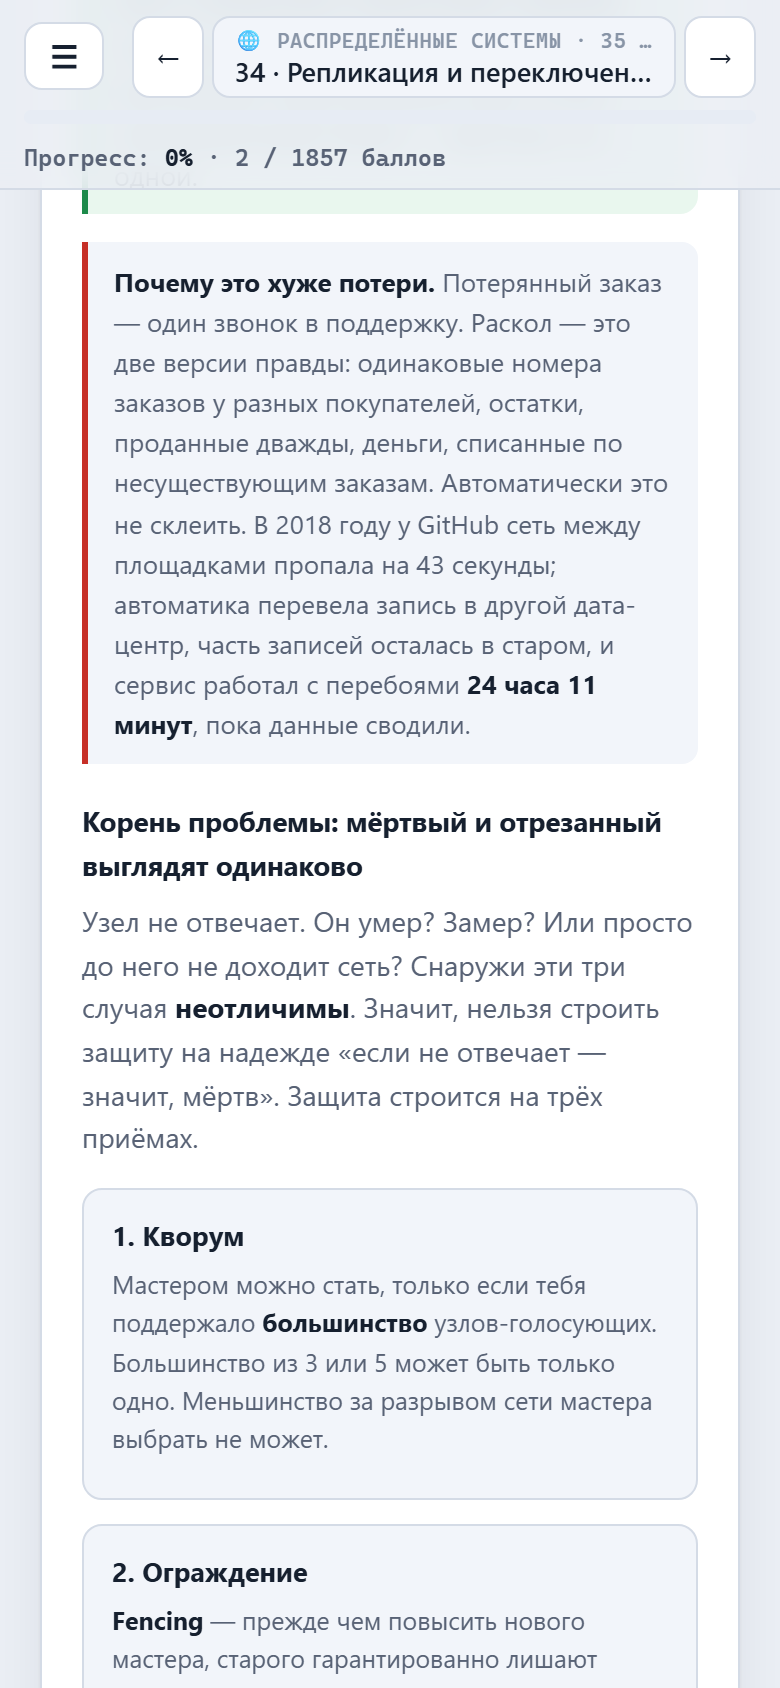 ☰
←
🌐 РАСПРЕДЕЛЁННЫЕ СИСТЕМЫ · 35 …
34 · Репликация и переключен…
→
Прогресс: 0% · 2 / 1857 баллов
одной.
Почему это хуже потери. Потерянный заказ
— один звонок в поддержку. Раскол — это
две версии правды: одинаковые номера
заказов у разных покупателей, остатки,
проданные дважды, деньги, списанные по
несуществующим заказам. Автоматически это
не склеить. В 2018 году у GitHub сеть между
площадками пропала на 43 секунды;
автоматика перевела запись в другой дата-
центр, часть записей осталась в старом, и
сервис работал с перебоями 24 часа 11
минут, пока данные сводили.
Корень проблемы: мёртвый и отрезанный
выглядят одинаково
Узел не отвечает. Он умер? Замер? Или просто
до него не доходит сеть? Снаружи эти три
случая неотличимы. Значит, нельзя строить
защиту на надежде «если не отвечает —
значит, мёртв». Защита строится на трёх
приёмах.
1. Кворум
Мастером можно стать, только если тебя
поддержало большинство узлов-голосующих.
Большинство из 3 или 5 может быть только
одно. Меньшинство за разрывом сети мастера
выбрать не может.
2. Ограждение
Fencing — прежде чем повысить нового
мастера, старого гарантированно лишают